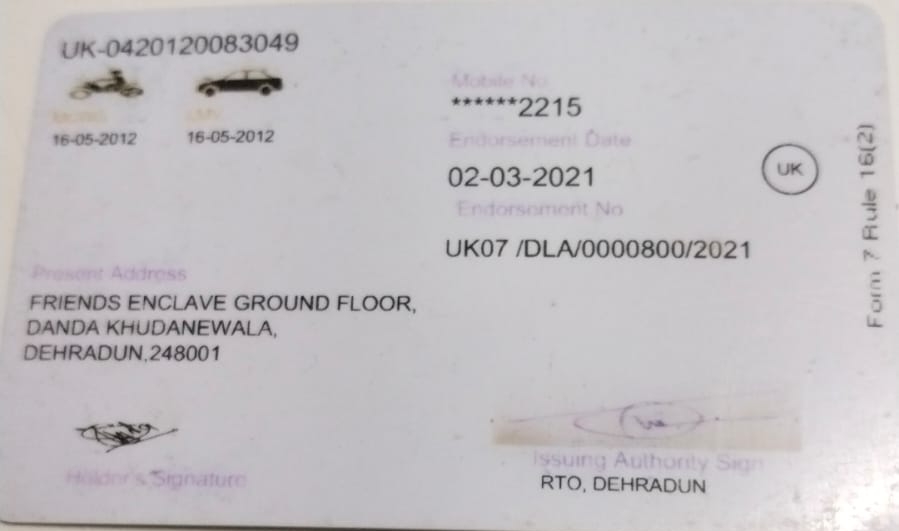 UK-0420120083049
MCWG LMV
16-05-2012 16-05-2012
Mobile No.
******2215
Endorsement Date
02-03-2021
Endorsement No
UK07 /DLA/0000800/2021
UK
Form 7 Rule 16(2)
Present Address
FRIENDS ENCLAVE GROUND FLOOR,
DANDA KHUDANEWALA,
DEHRADUN,248001
Holder's Signature
Issuing Authority Sign
RTO, DEHRADUN